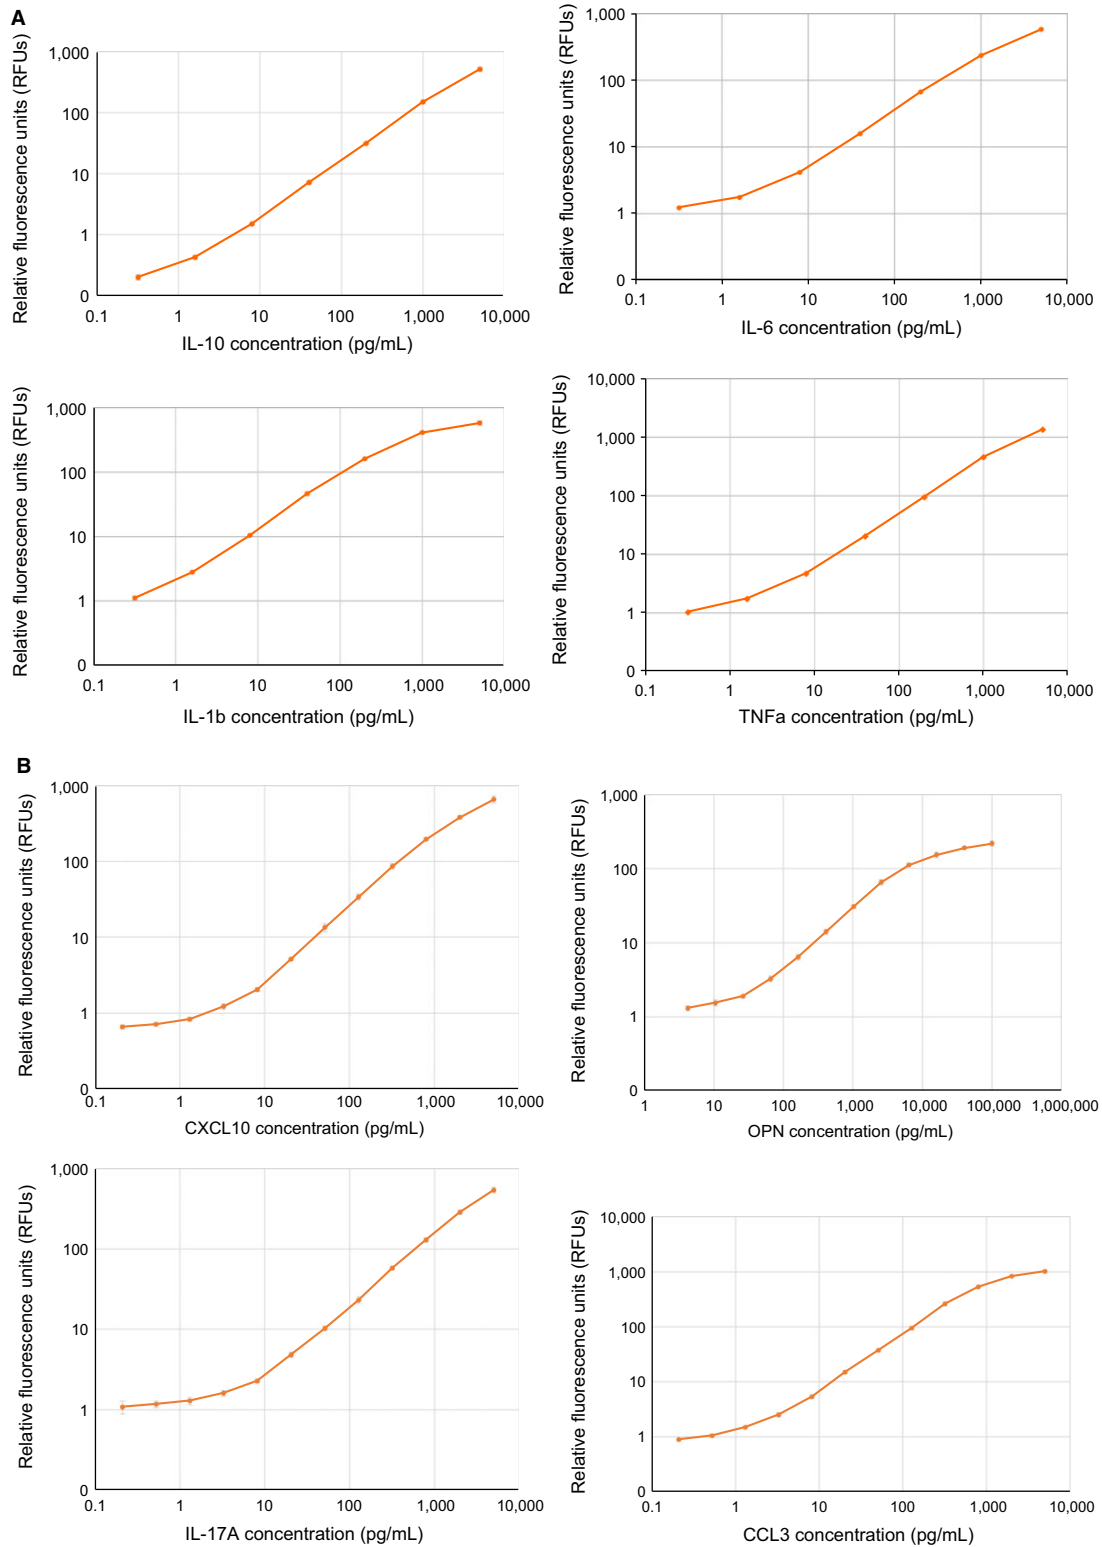 A
Relative fluorescence units (RFUs)
1,000
100
10
1
0
0.1 1 10 100 1,000 10,000
IL-10 concentration (pg/mL)
Relative fluorescence units (RFUs)
1,000
100
10
1
0
0.1 1 10 100 1,000 10,000
IL-6 concentration (pg/mL)
Relative fluorescence units (RFUs)
1,000
100
10
1
0
0.1 1 10 100 1,000 10,000
IL-1b concentration (pg/mL)
Relative fluorescence units (RFUs)
10,000
1,000
100
10
1
0
0.1 1 10 100 1,000 10,000
TNFa concentration (pg/mL)
B
Relative fluorescence units (RFUs)
1,000
100
10
1
0
0.1 1 10 100 1,000 10,000
CXCL10 concentration (pg/mL)
Relative fluorescence units (RFUs)
1,000
100
10
1
0
1 10 100 1,000 10,000 100,000 1,000,000
OPN concentration (pg/mL)
Relative fluorescence units (RFUs)
1,000
100
10
1
0
0.1 1 10 100 1,000 10,000
IL-17A concentration (pg/mL)
Relative fluorescence units (RFUs)
10,000
1,000
100
10
1
0
0.1 1 10 100 1,000 10,000
CCL3 concentration (pg/mL)